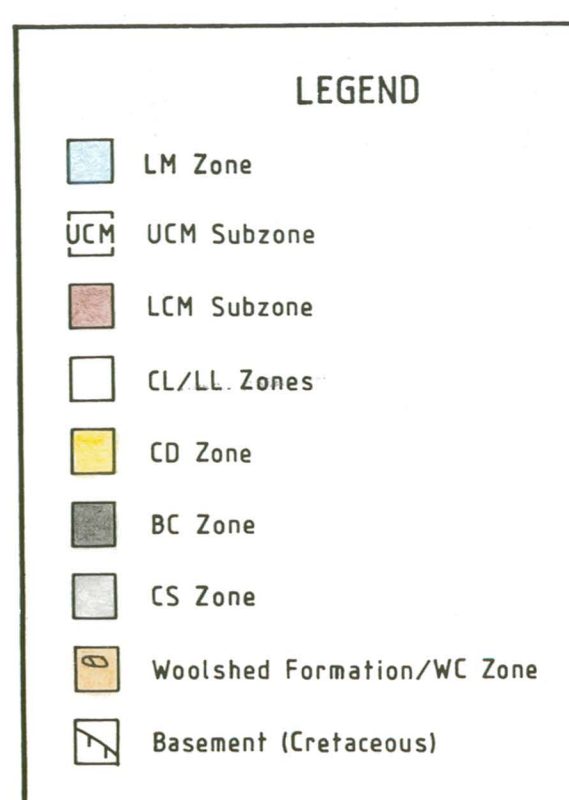 LEGEND
LM Zone
UCM UCM Subzone
LCM Subzone
CL/LL Zones
CD Zone
BC Zone
CS Zone
Woolshed Formation/WC Zone
Basement (Cretaceous)